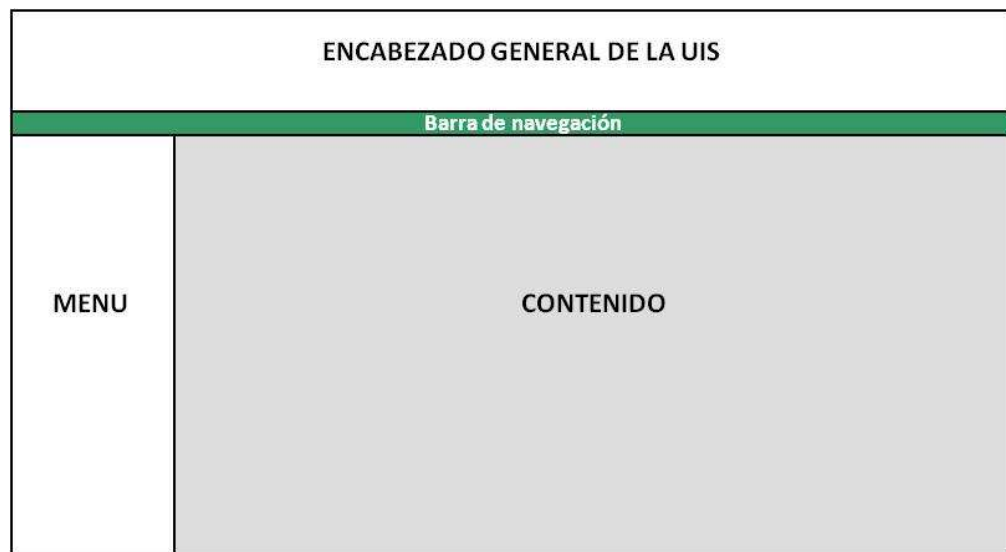 ENCABEZADO GENERAL DE LA UIS
Barra de navegación
MENU
CONTENIDO